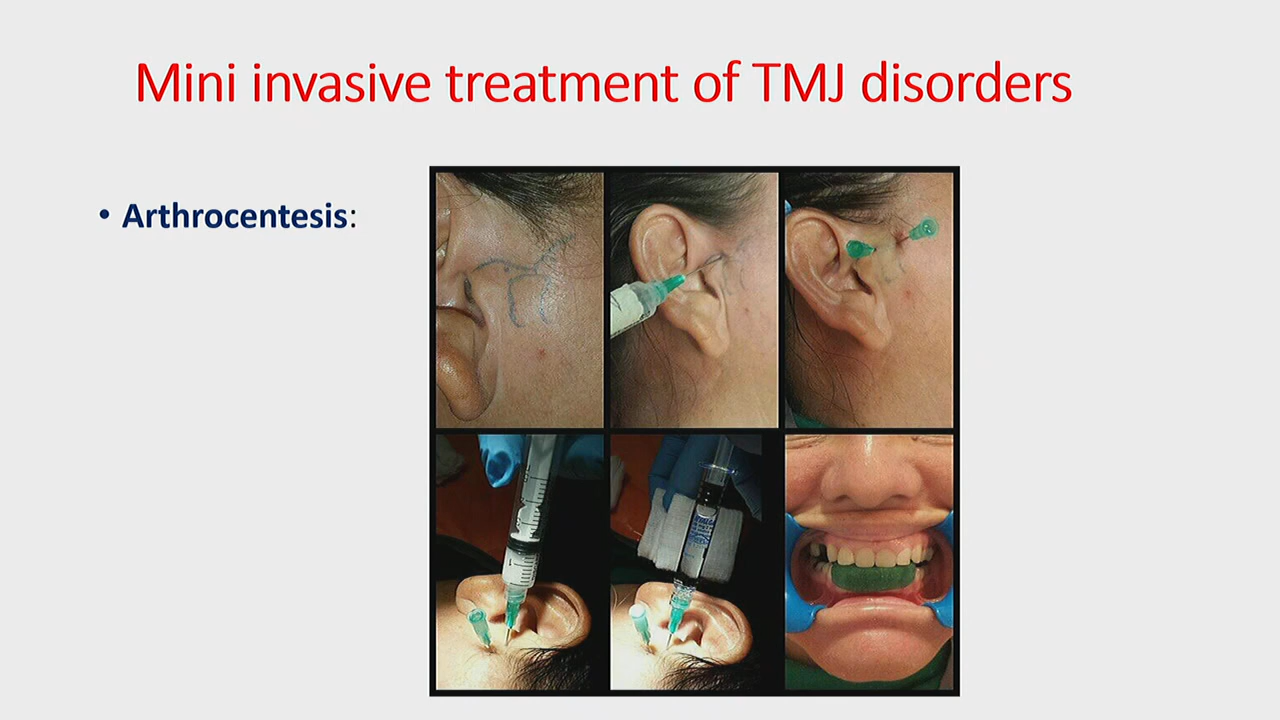 Mini invasive treatment of TMJ disorders
• Arthrocentesis: